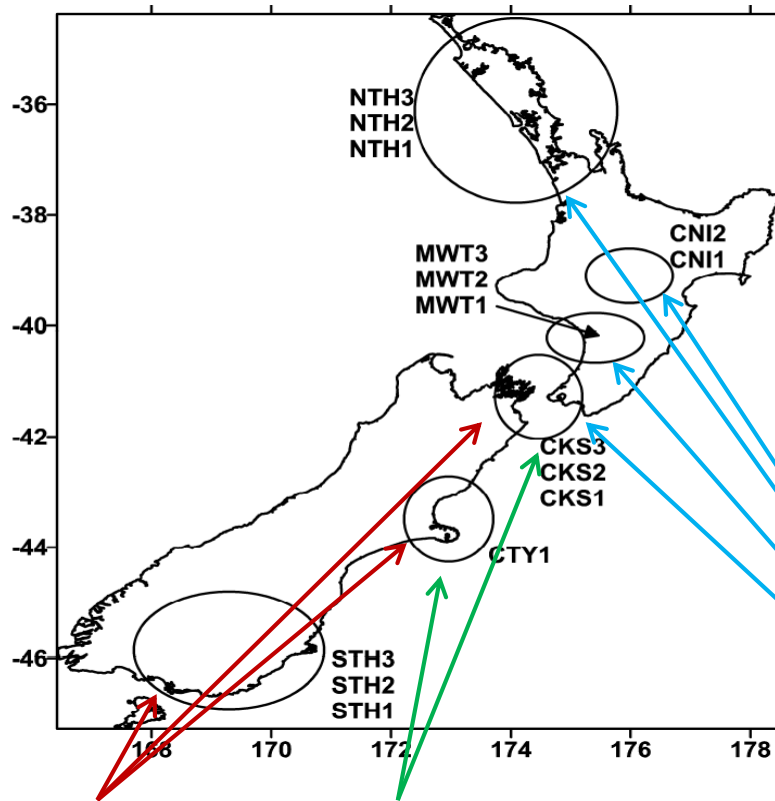 168
170
172
174
176
178
-36
-38
-40
-42
-44
-46
NTH3
NTH2
NTH1
CNI2
CNI1
MWT3
MWT2
MWT1
CKS3
CKS2
CKS1
CTY1
STH3
STH2
STH1